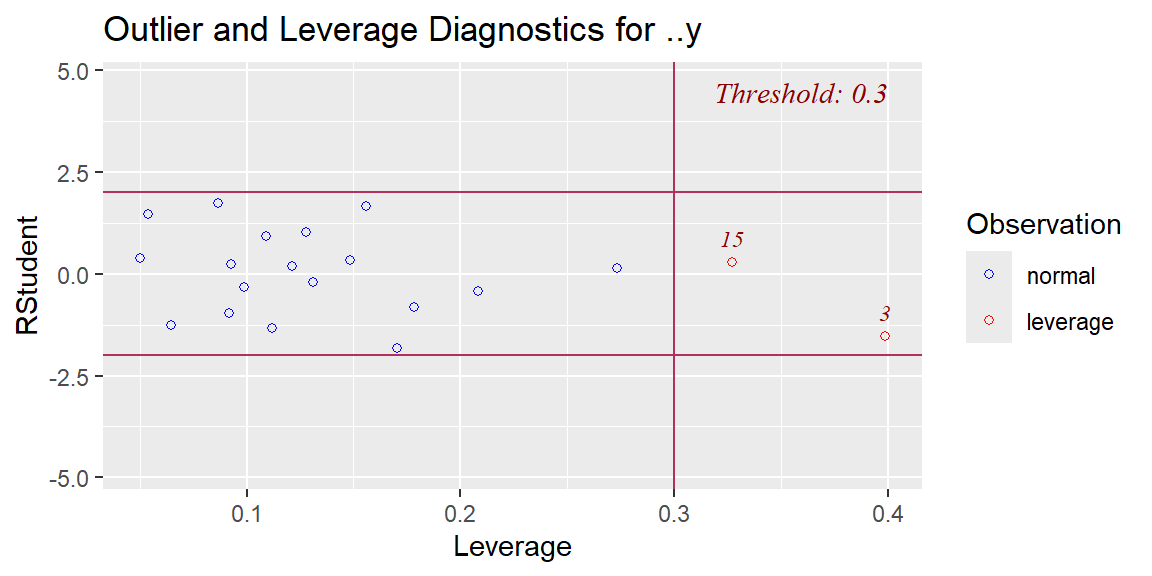 Outlier and Leverage Diagnostics for ..y
5.0
Threshold: 0.3
2.5
15
0.0
3
-2.5
-5.0
0.1 0.2 0.3 0.4
Leverage
RStudent
Observation
normal
leverage